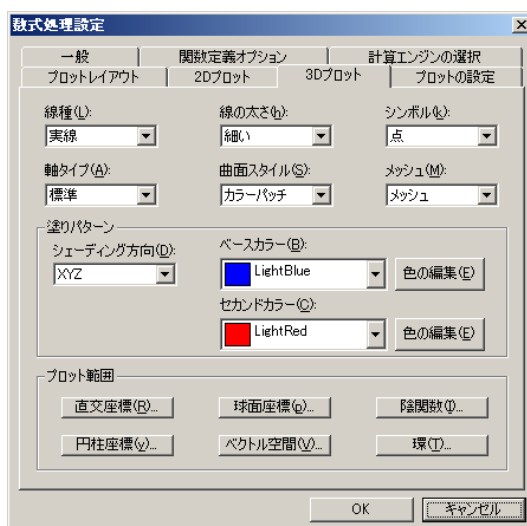 数式処理設定
一般 関数定義オプション 計算エンジンの選択
プロットレイアウト 2Dプロット 3Dプロット プロットの設定
線種(L): 線の太さ(h): シンボル(k):
実線 細い 点
軸タイプ(A): 曲面スタイル(S): メッシュ(M):
標準 カラーパッチ メッシュ
塗りパターン
シェーディング方向(D): ベースカラー(B):
XYZ LightBlue 色の編集(E)
セカンドカラー(C):
LightRed 色の編集(E)
プロット範囲
直交座標(R)... 球面座標(p)... 陰関数(I)...
円柱座標(y)... ベクトル空間(V)... 環(T)...
OK キャンセル